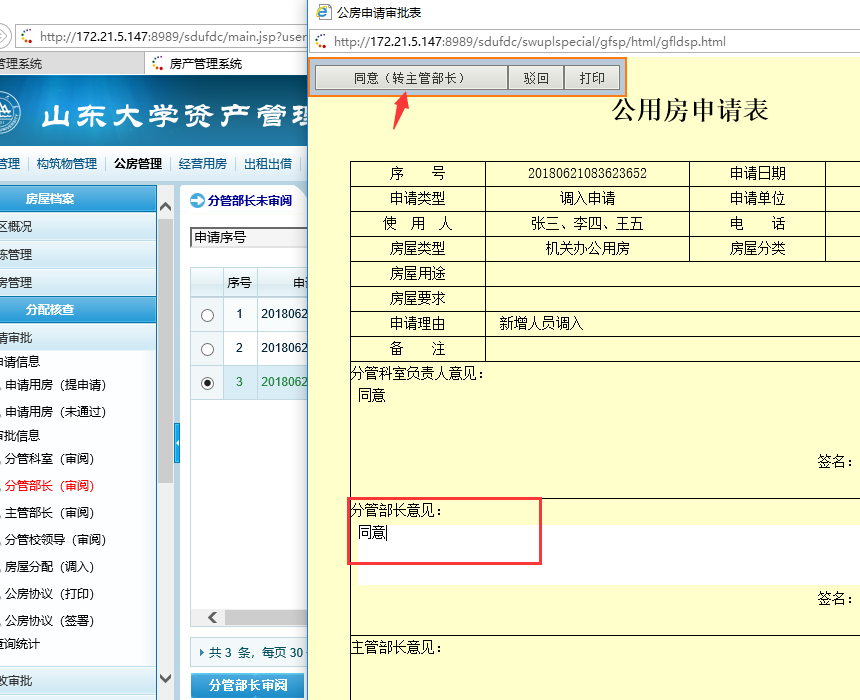 http://172.21.5.147:8989/sdufdc/main.jsp?user
管理系统
房产管理系统
山东大学资产管理
管理 构筑物管理 公房管理 经营用房 出租出借
房屋档案
区概况
管理
管理
分配核查
请审批
申请信息
申请用房（提申请）
申请用房（未通过）
审批信息
分管科室（审阅）
分管部长（审阅）
主管部长（审阅）
分管校领导（审阅）
房屋分配（调入）
公房协议（打印）
公房协议（签署）
查询统计
改审批
分管部长未审阅
申请序号
序号 申请
1 2018062
2 2018062
3 2018062
共 3 条，每页 30
分管部长审阅
公房申请审批表
http://172.21.5.147:8989/sdufdc/swuplspecial/gfsp/html/gfldsp.html
同意（转主管部长） 驳回 打印
公用房申请表
序 号 20180621083623652 申请日期
申请类型 调入申请 申请单位
使 用 人 张三、李四、王五 电 话
房屋类型 机关办公用房 房屋分类
房屋用途
房屋要求
申请理由 新增人员调入
备 注
分管科室负责人意见：
同意
签名：
分管部长意见：
同意
签名：
主管部长意见：